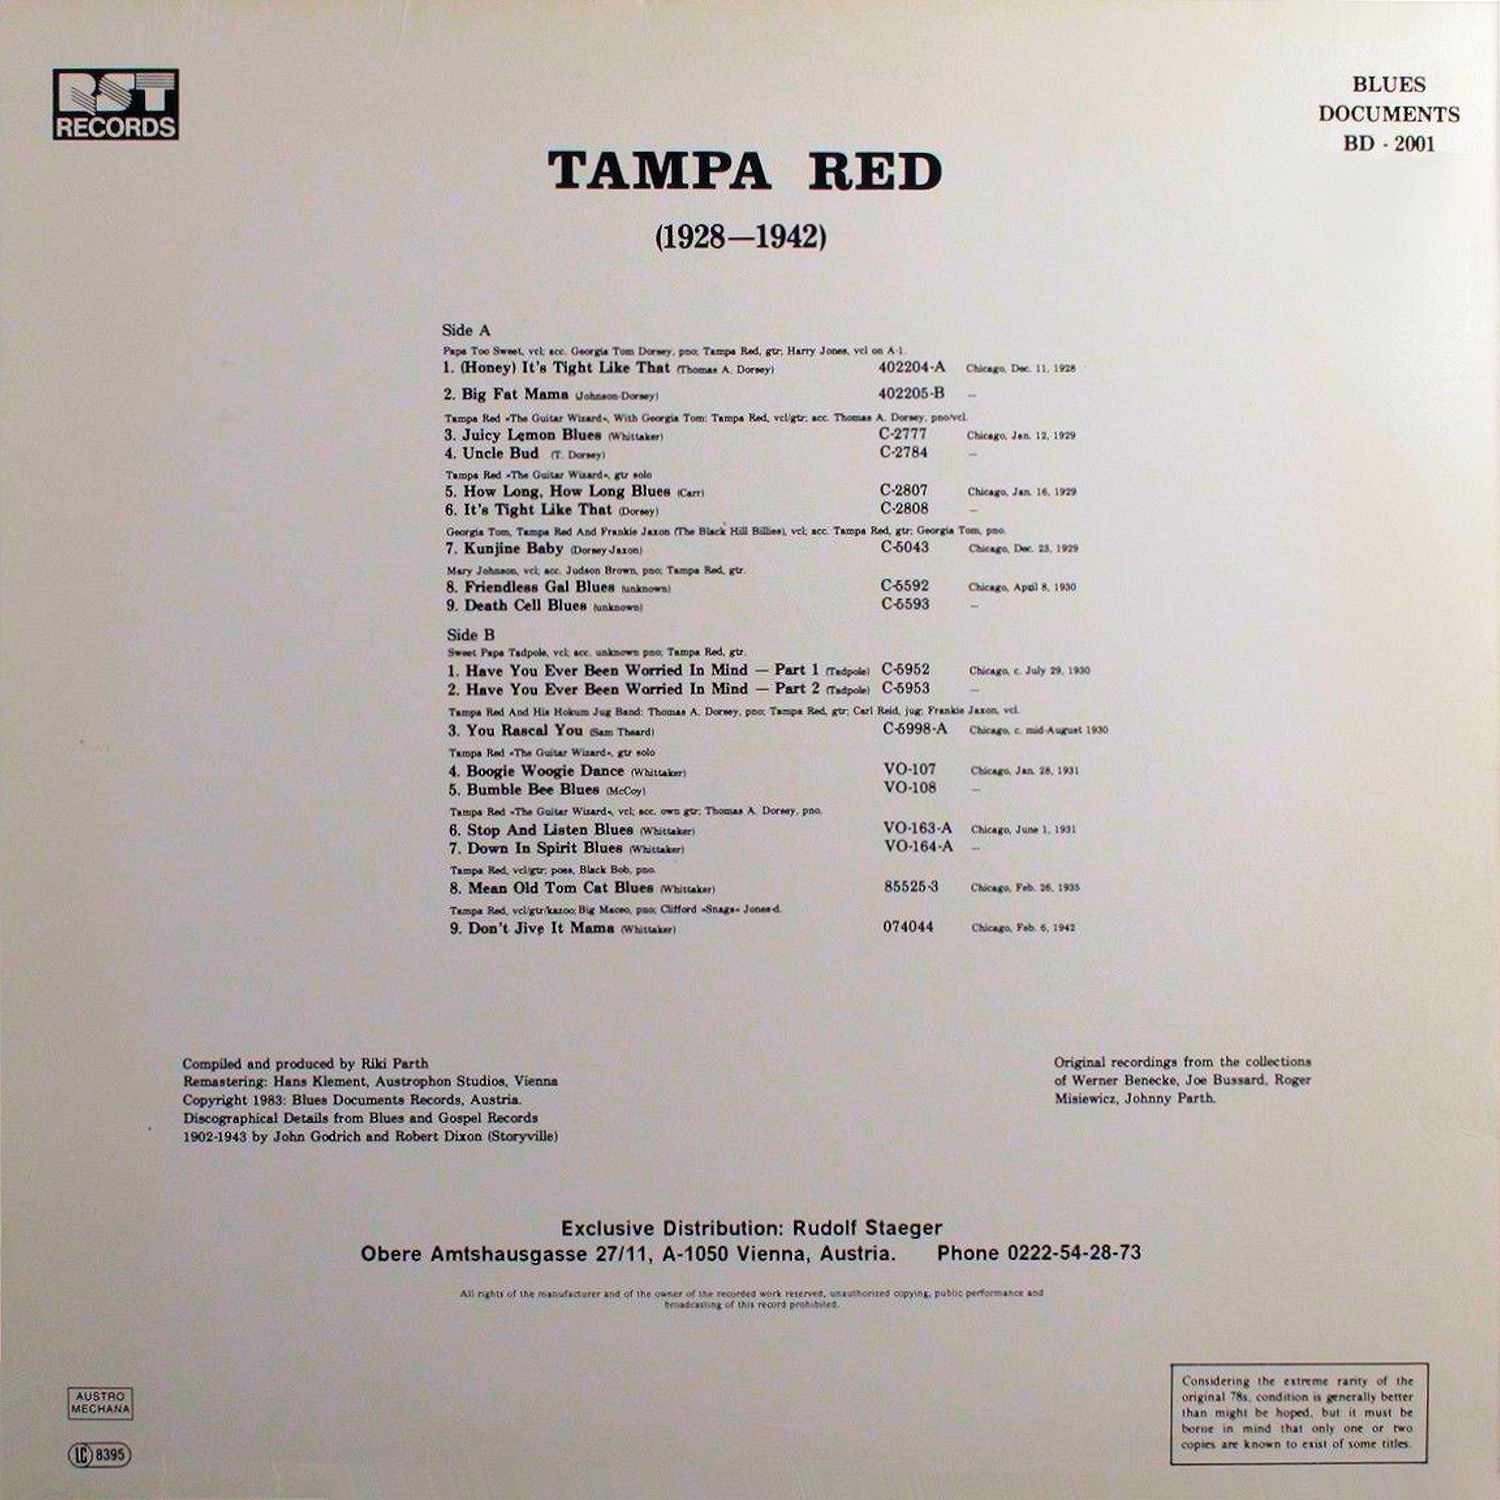 RST
RECORDS
BLUES
DOCUMENTS
BD - 2001
TAMPA RED
(1928—1942)
Side A
Papa Too Sweet, vcl; acc. Georgia Tom Dorsey, pno; Tampa Red, gtr; Harry Jones, vcl on A-1.
1. (Honey) It's Tight Like That (Thomas A. Dorsey) 402204-A Chicago, Dec. 11, 1928
2. Big Fat Mama (Johnson-Dorsey) 402205-B —
Tampa Red »The Guitar Wizard«, With Georgia Tom: Tampa Red, vcl/gtr; acc. Thomas A. Dorsey, pno/vcl.
3. Juicy Lemon Blues (Whittaker) C-2777 Chicago, Jan. 12, 1929
4. Uncle Bud (T. Dorsey) C-2784 —
Tampa Red »The Guitar Wizard«, gtr solo
5. How Long, How Long Blues (Carr) C-2807 Chicago, Jan. 16, 1929
6. It's Tight Like That (Dorsey) C-2808 —
Georgia Tom, Tampa Red And Frankie Jaxon (The Black Hill Billies), vcl; acc. Tampa Red, gtr; Georgia Tom, pno.
7. Kunjine Baby (Dorsey-Jaxon) C-5043 Chicago, Dec. 23, 1929
Mary Johnson, vcl; acc. Judson Brown, pno; Tampa Red, gtr.
8. Friendless Gal Blues (unknown) C-5592 Chicago, April 8, 1930
9. Death Cell Blues (unknown) C-5593 —
Side B
Sweet Papa Tadpole, vcl; acc. unknown pno; Tampa Red, gtr.
1. Have You Ever Been Worried In Mind — Part 1 (Tadpole) C-5952 Chicago, c. July 29, 1930
2. Have You Ever Been Worried In Mind — Part 2 (Tadpole) C-5953 —
Tampa Red And His Hokum Jug Band: Thomas A. Dorsey, pno; Tampa Red, gtr; Carl Reid, jug; Frankie Jaxon, vcl.
3. You Rascal You (Sam Theard) C-5998-A Chicago, c. mid-August 1930
Tampa Red »The Guitar Wizard«, gtr solo
4. Boogie Woogie Dance (Whittaker) VO-107 Chicago, Jan. 28, 1931
5. Bumble Bee Blues (McCoy) VO-108 —
Tampa Red »The Guitar Wizard«, vcl; acc. own gtr; Thomas A. Dorsey, pno.
6. Stop And Listen Blues (Whittaker) VO-163-A Chicago, June 1, 1931
7. Down In Spirit Blues (Whittaker) VO-164-A —
Tampa Red, vcl/gtr; poss, Black Bob, pno.
8. Mean Old Tom Cat Blues (Whittaker) 85525-3 Chicago, Feb. 26, 1935
Tampa Red, vcl/gtr/kazoo; Big Maceo, pno; Clifford »Snags« Jones-d.
9. Don't Jive It Mama (Whittaker) 074044 Chicago, Feb. 6, 1942
Compiled and produced by Riki Parth
Remastering: Hans Klement, Austrophon Studios, Vienna
Copyright 1983: Blues Documents Records, Austria.
Discographical Details from Blues and Gospel Records
1902-1943 by John Godrich and Robert Dixon (Storyville)
Original recordings from the collections
of Werner Benecke, Joe Bussard, Roger
Misiewicz, Johnny Parth.
Exclusive Distribution: Rudolf Staeger
Obere Amtshausgasse 27/11, A-1050 Vienna, Austria. Phone 0222-54-28-73
All rights of the manufacturer and of the owner of the recorded work reserved, unauthorized copying, public performance and
broadcasting of this record prohibited.
AUSTRO
MECHANA
LC 8395
Considering the extreme rarity of the
original 78s, condition is generally better
than might be hoped, but it must be
borne in mind that only one or two
copies are known to exist of some titles.